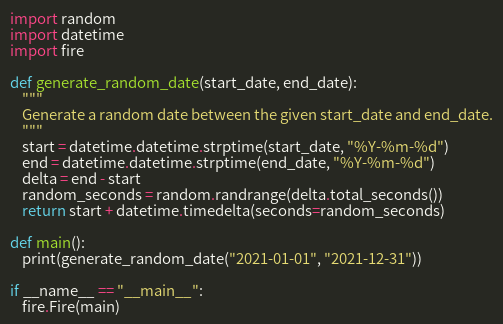 import random
import datetime
import fire

def generate_random_date(start_date, end_date):
    """
    Generate a random date between the given start_date and end_date.
    """
    start = datetime.datetime.strptime(start_date, "%Y-%m-%d")
    end = datetime.datetime.strptime(end_date, "%Y-%m-%d")
    delta = end - start
    random_seconds = random.randrange(delta.total_seconds())
    return start + datetime.timedelta(seconds=random_seconds)

def main():
    print(generate_random_date("2021-01-01", "2021-12-31"))

if __name__ == "__main__":
    fire.Fire(main)